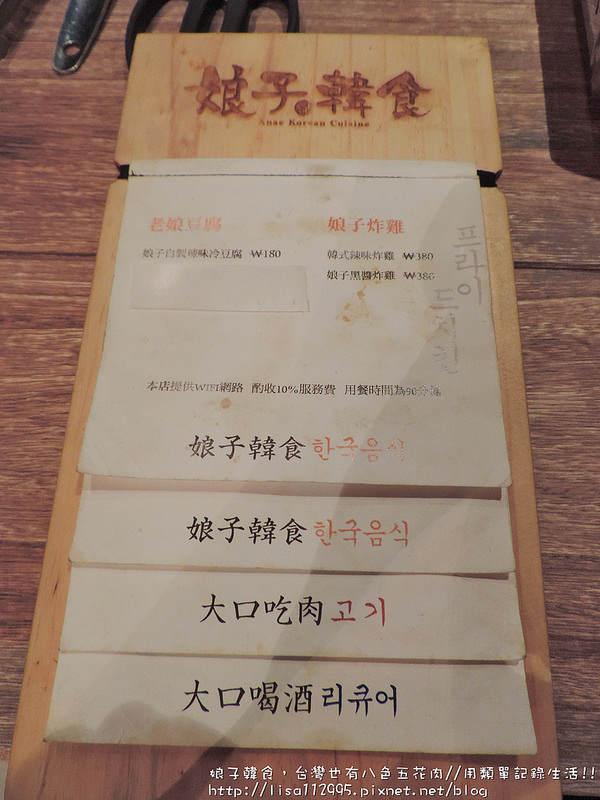 娘子韓食
Anae Korean Cuisine
老娘豆腐
娘子自製辣味冷豆腐 ₩180
娘子炸雞
韓式辣味炸雞 ₩380
娘子黑醬炸雞 ₩380
프라이
드치킨
本店提供WIFI網路 酌收10%服務費 用餐時間為90分鐘
娘子韓食 한국음식
娘子韓食 한국음식
大口吃肉 고기
大口喝酒 리큐어
娘子韓食，台灣也有八色五花肉//用類單記錄生活!!
http://lisa112995.pixnet.net/blog